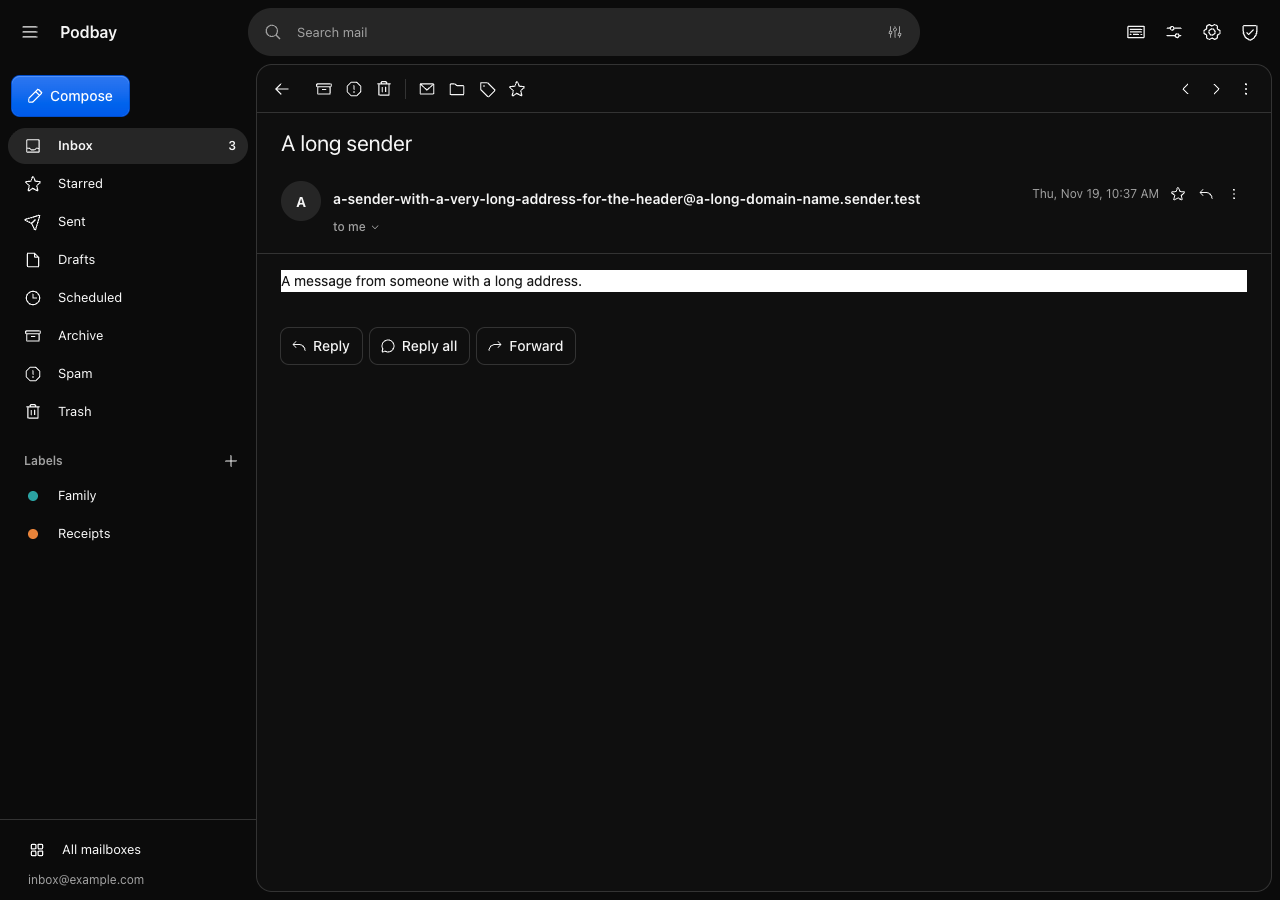 Podbay
Search mail
Compose
Inbox 3
Starred
Sent
Drafts
Scheduled
Archive
Spam
Trash
Labels
Family
Receipts
All mailboxes
inbox@example.com
A long sender
A
a-sender-with-a-very-long-address-for-the-header@a-long-domain-name.sender.test
Thu, Nov 19, 10:37 AM
to me
A message from someone with a long address.
Reply
Reply all
Forward